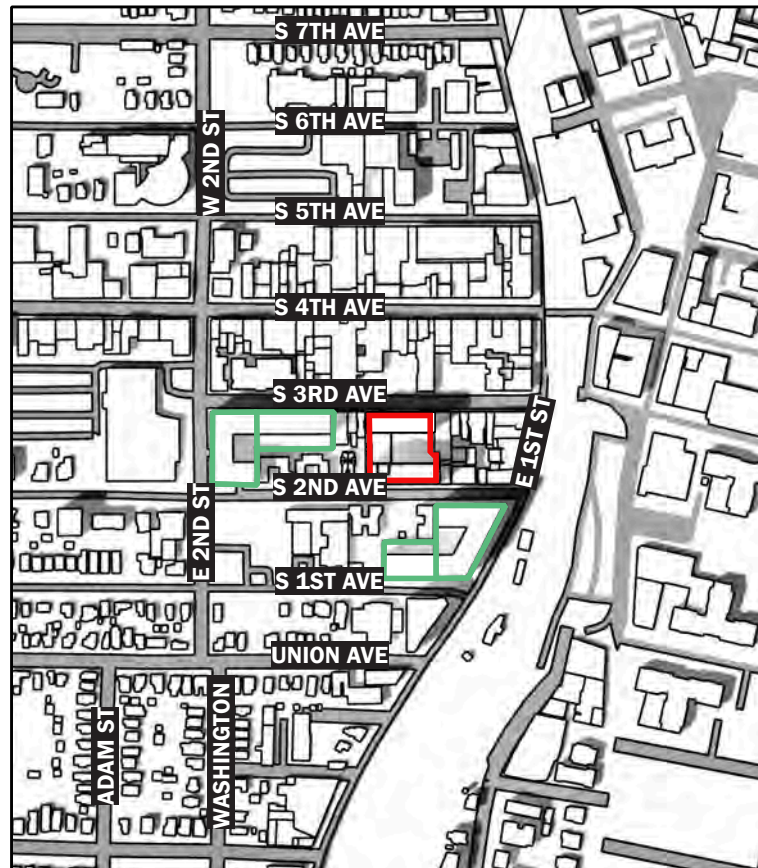 S 7TH AVE
S 6TH AVE
W 2ND ST
S 5TH AVE
S 4TH AVE
S 3RD AVE
E 1ST ST
S 2ND AVE
E 2ND ST
S 1ST AVE
UNION AVE
ADAM ST
WASHINGTON